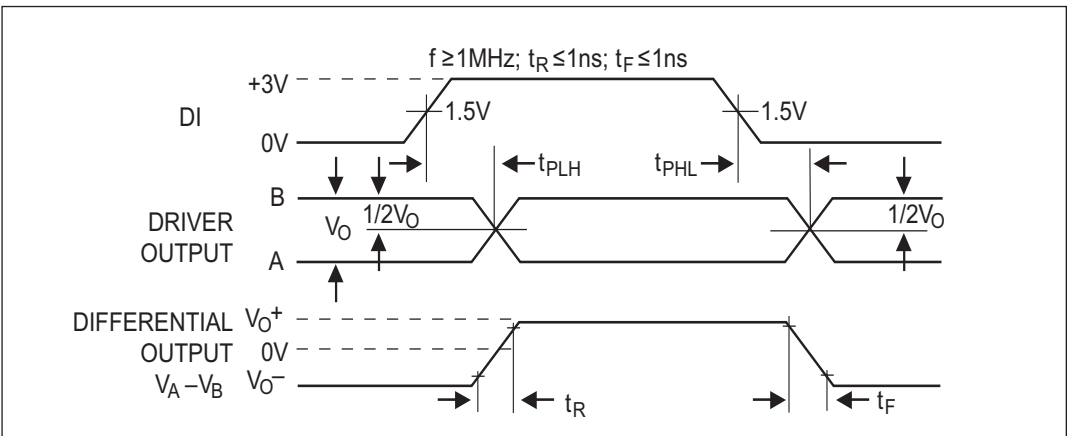 f ≥1MHz; tR ≤1ns; tF ≤1ns
+3V
DI
1.5V
1.5V
0V
tPLH
tPHL
B
DRIVER
OUTPUT
VO
1/2VO
1/2VO
A
DIFFERENTIAL
OUTPUT
VA –VB
VO+
0V
VO–
tR
tF